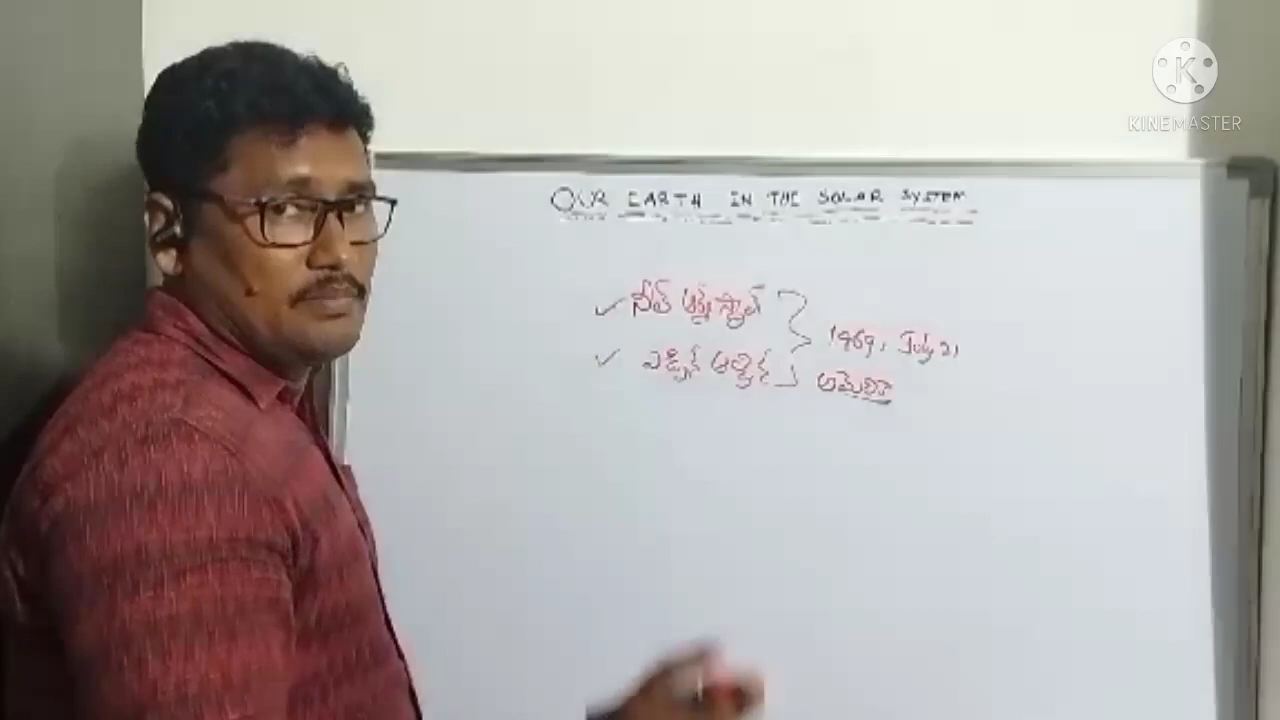 KINEMASTER
OUR EARTH IN THE SOLAR SYSTEM
నీల్ ఆర్మ్ స్ట్రాంగ్
1969, July 21
ఎడ్విన్ ఆల్డ్రిన్
అమెరికా